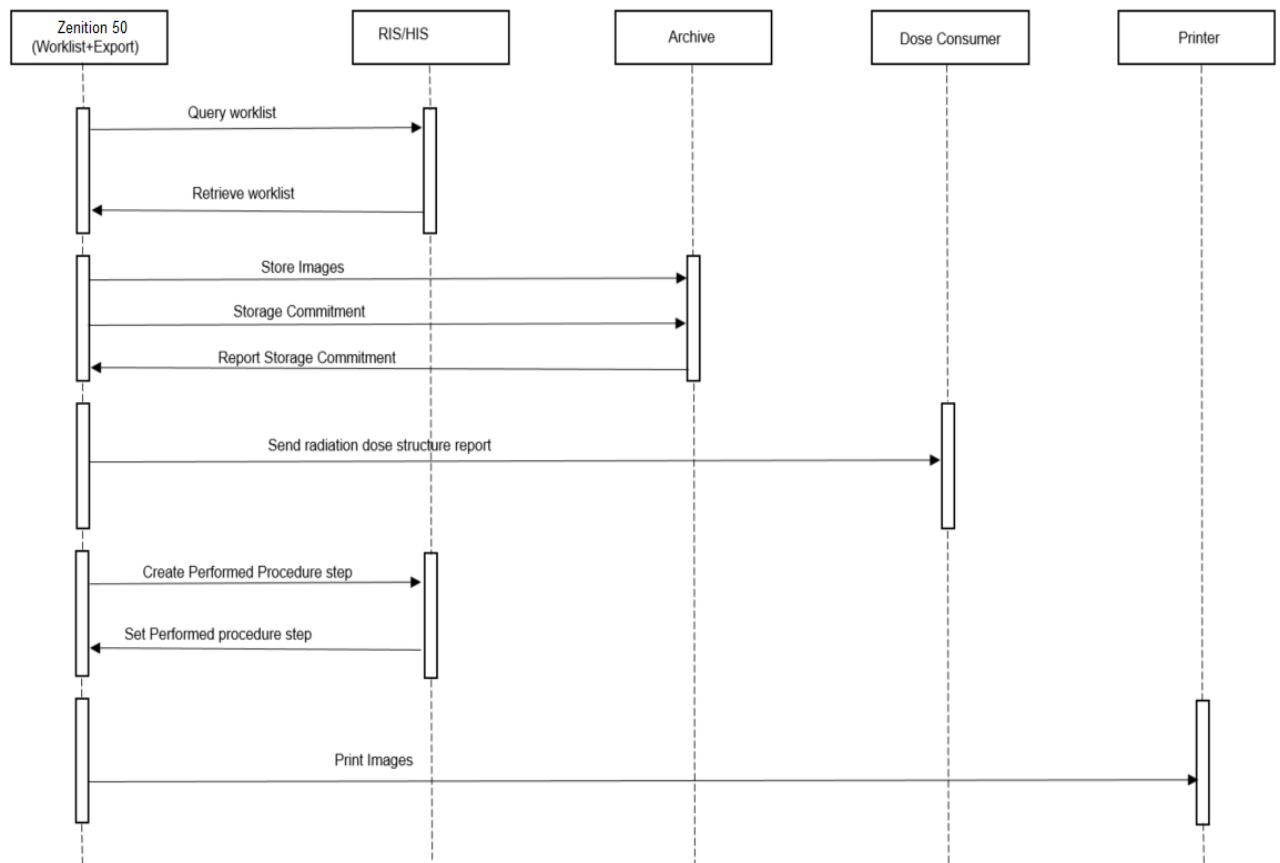 Zenition 50
(Worklist+Export)
RIS/HIS
Archive
Dose Consumer
Printer
Query worklist
Retrieve worklist
Store Images
Storage Commitment
Report Storage Commitment
Send radiation dose structure report
Create Performed Procedure step
Set Performed procedure step
Print Images